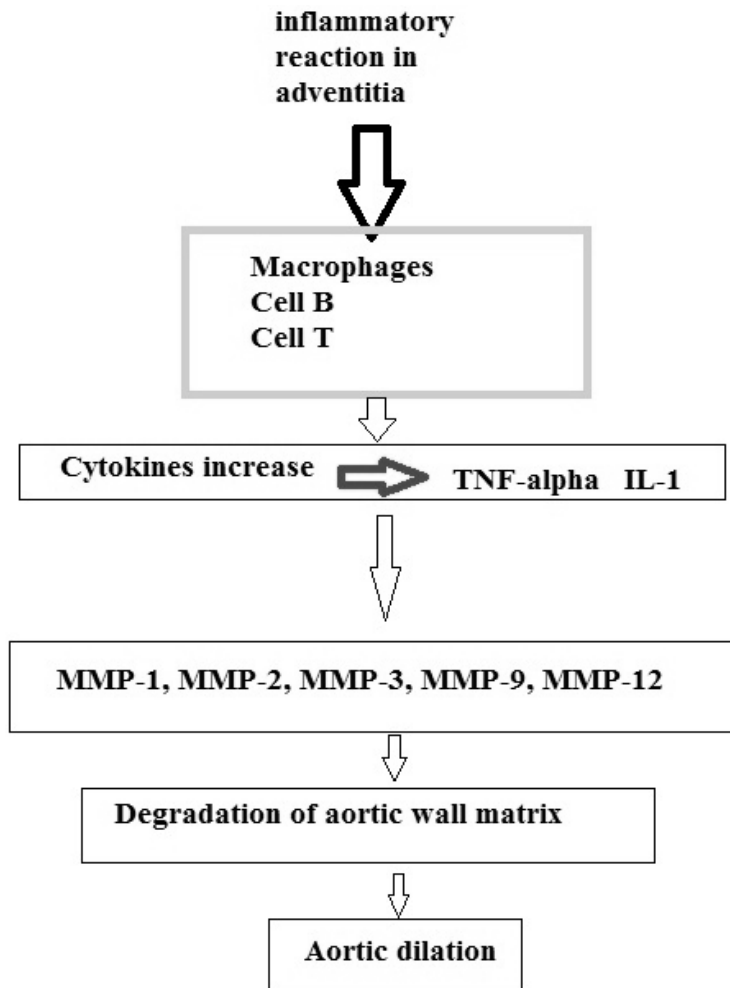 inflammatory
reaction in
adventitia
Macrophages
Cell B
Cell T
Cytokines increase TNF-alpha IL-1
MMP-1, MMP-2, MMP-3, MMP-9, MMP-12
Degradation of aortic wall matrix
Aortic dilation